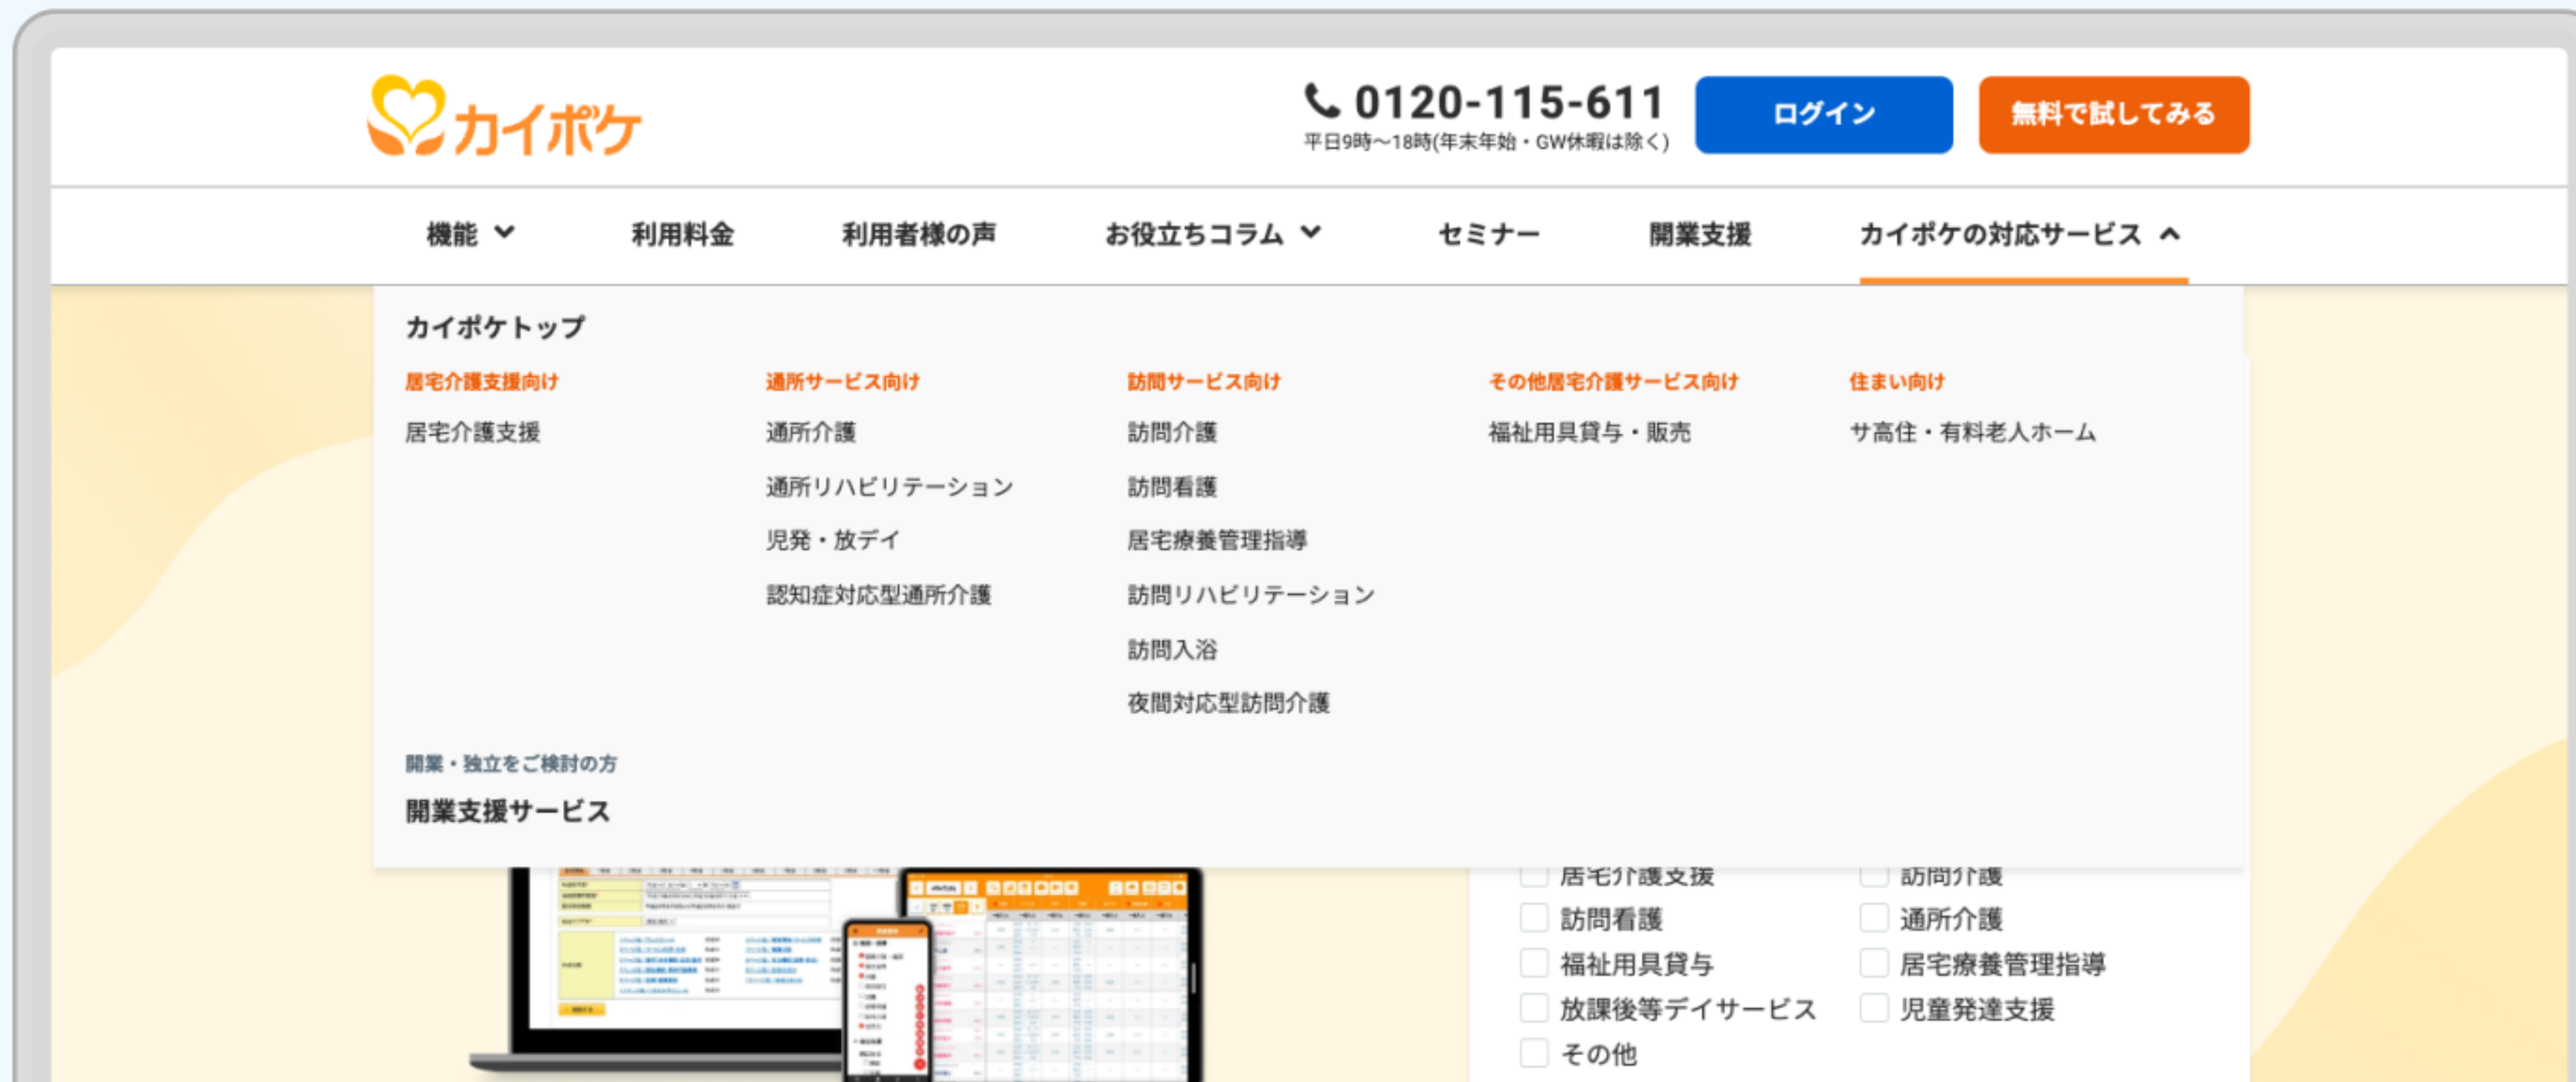 カイポケ
0120-115-611
平日9時～18時(年末年始・GW休暇は除く)
ログイン
無料で試してみる
機能
利用料金
利用者様の声
お役立ちコラム
セミナー
開業支援
カイポケの対応サービス
カイポケトップ
居宅介護支援向け
居宅介護支援
通所サービス向け
通所介護
通所リハビリテーション
児発・放デイ
認知症対応型通所介護
訪問サービス向け
訪問介護
訪問看護
居宅療養管理指導
訪問リハビリテーション
訪問入浴
夜間対応型訪問介護
その他居宅介護サービス向け
福祉用具貸与・販売
住まい向け
サ高住・有料老人ホーム
開業・独立をご検討の方
開業支援サービス
居宅介護支援
訪問介護
訪問看護
通所介護
福祉用具貸与
居宅療養管理指導
放課後等デイサービス
児童発達支援
その他